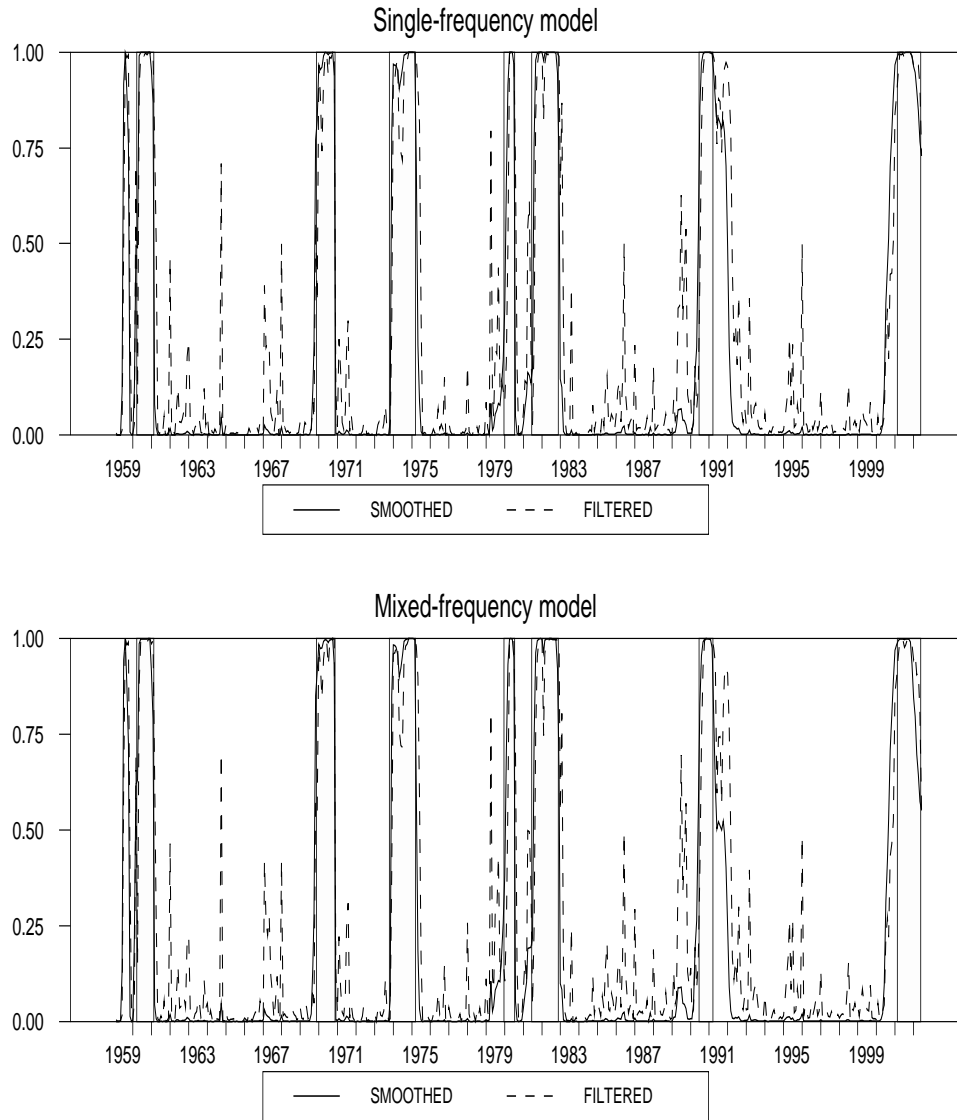 Single-frequency model
1.00
0.75
0.50
0.25
0.00
1959 1963 1967 1971 1975 1979 1983 1987 1991 1995 1999
SMOOTHED FILTERED
Mixed-frequency model
1.00
0.75
0.50
0.25
0.00
1959 1963 1967 1971 1975 1979 1983 1987 1991 1995 1999
SMOOTHED FILTERED